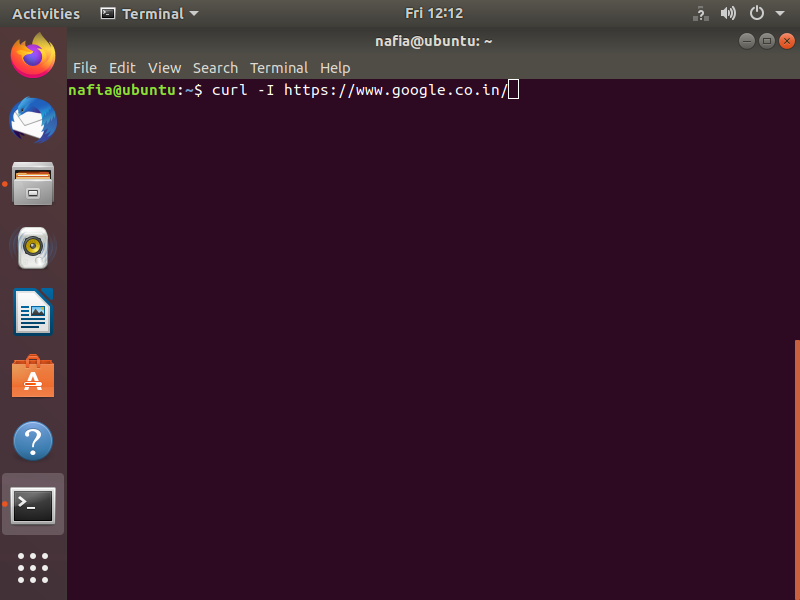 Activities Terminal Fri 12:12
nafia@ubuntu: ~
File Edit View Search Terminal Help
nafia@ubuntu:~$ curl -I https://www.google.co.in/